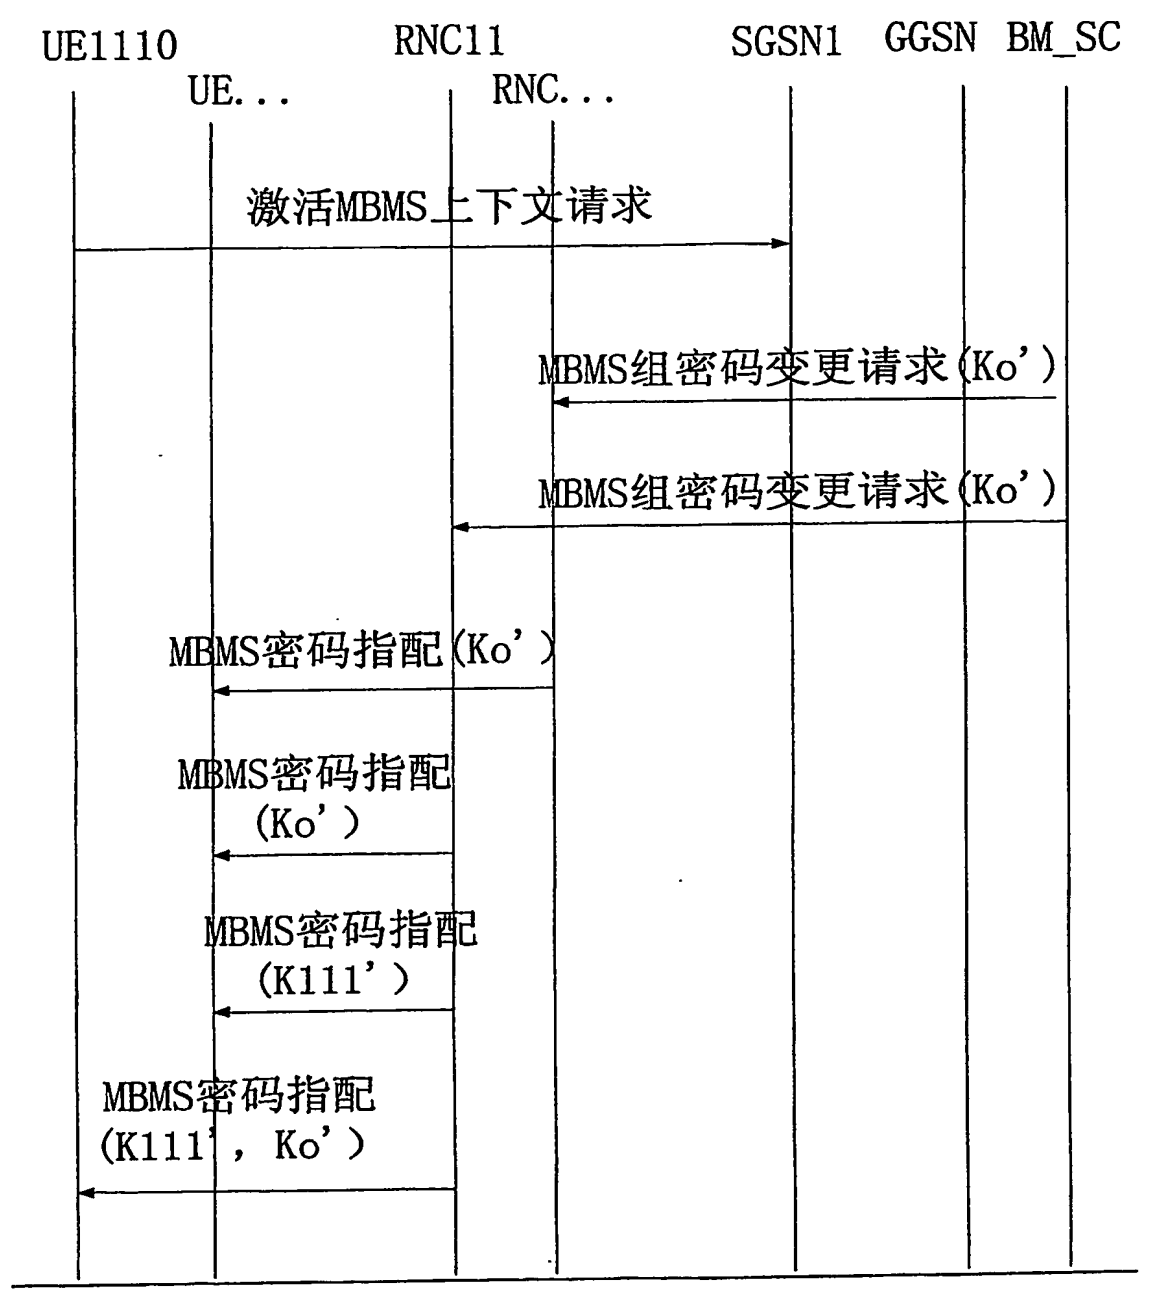 UE1110 RNC11 SGSN1 GGSN BM_SC
UE... RNC...
激活MBMS上下文请求
MBMS组密码变更请求(Ko')
MBMS组密码变更请求(Ko')
MBMS密码指配(Ko')
MBMS密码指配
(Ko')
MBMS密码指配
(K111')
MBMS密码指配
(K111', Ko')